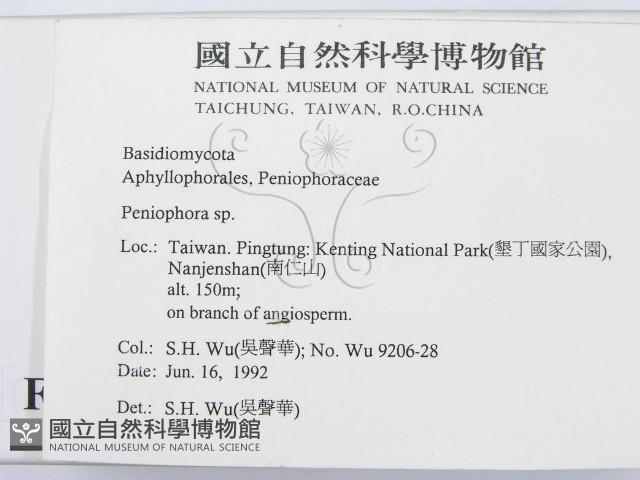 國立自然科學博物館
NATIONAL MUSEUM OF NATURAL SCIENCE
TAICHUNG, TAIWAN, R.O.CHINA
Basidiomycota
Aphyllophorales, Peniophoraceae
Peniophora sp.
Loc.: Taiwan. Pingtung: Kenting National Park(墾丁國家公園),
Nanjenshan(南仁山)
alt. 150m;
on branch of angiosperm.
Col.: S.H. Wu(吳聲華); No. Wu 9206-28
Date: Jun. 16, 1992
Det.: S.H. Wu(吳聲華)
F
國立自然科學博物館
NATIONAL MUSEUM OF NATURAL SCIENCE